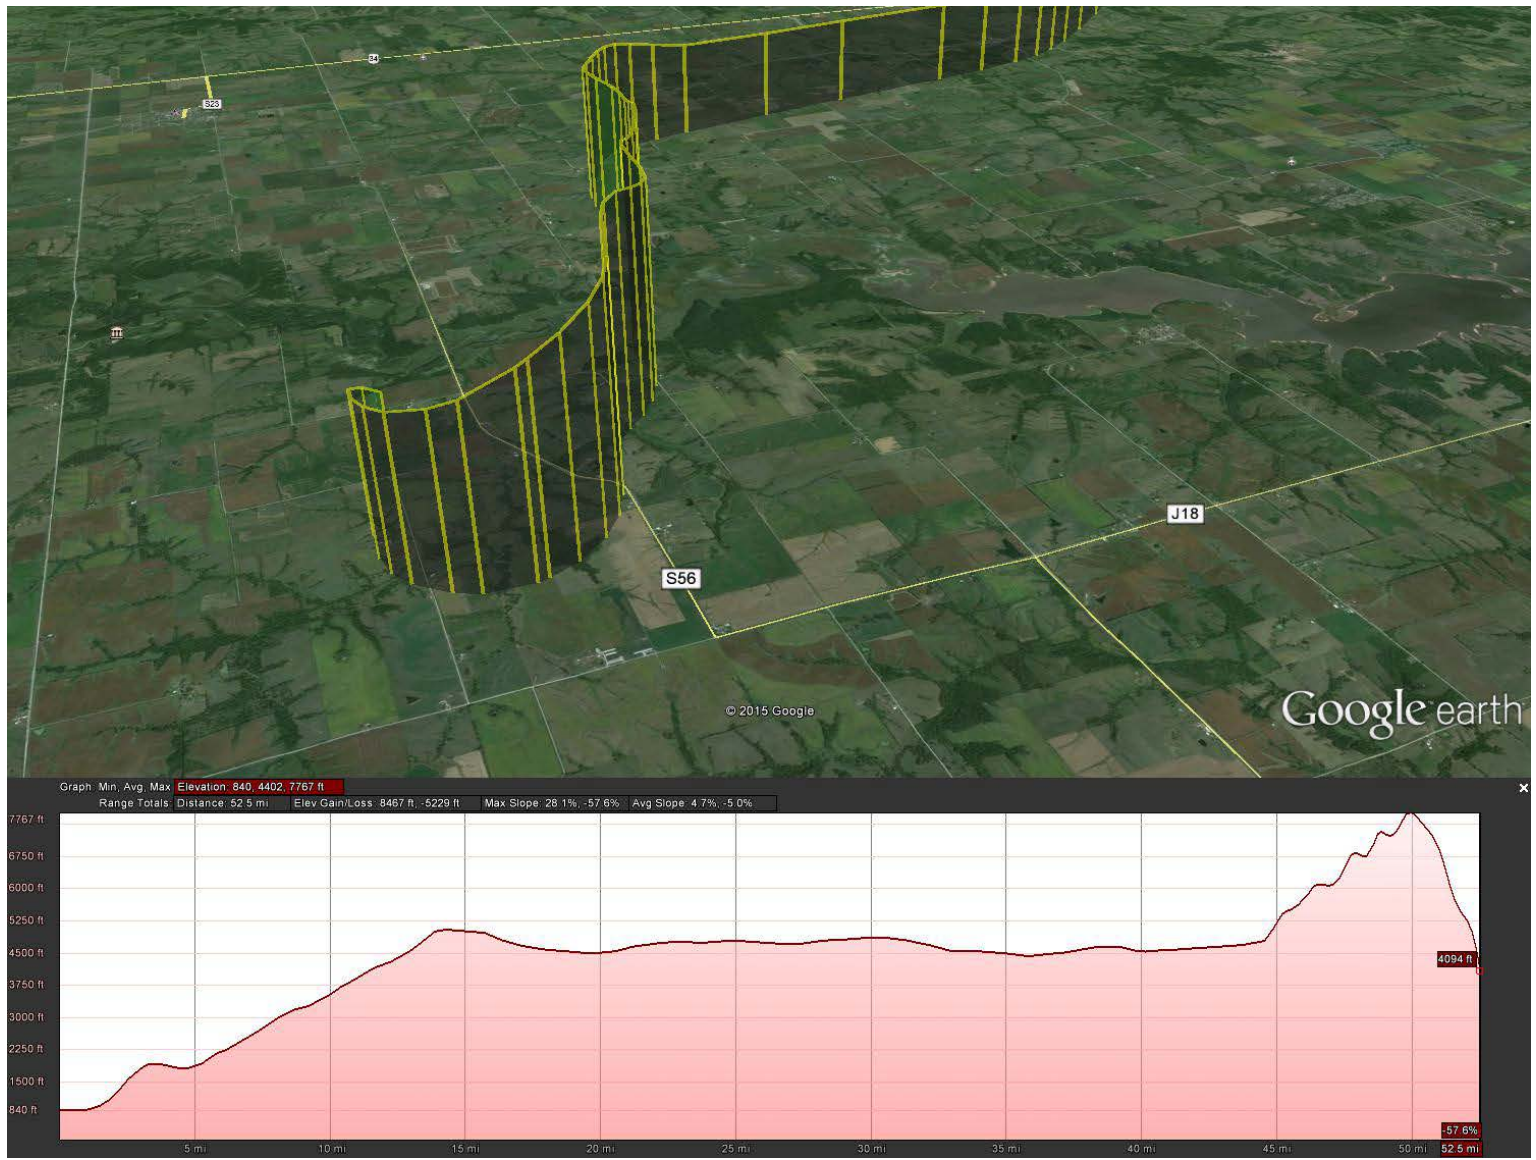 34
S23
J18
S56
© 2015 Google
Google earth
Graph: Min, Avg, Max Elevation: 840, 4402, 7767 ft
Range Totals: Distance: 52.5 mi Elev Gain/Loss: 8467 ft, -5229 ft Max Slope: 28.1%, -57.6% Avg Slope: 4.7%, -5.0%
7767 ft
6750 ft
6000 ft
5250 ft
4500 ft
4094 ft
3750 ft
3000 ft
2250 ft
1500 ft
840 ft
-57.6%
5 mi 10 mi 15 mi 20 mi 25 mi 30 mi 35 mi 40 mi 45 mi 50 mi 52.5 mi